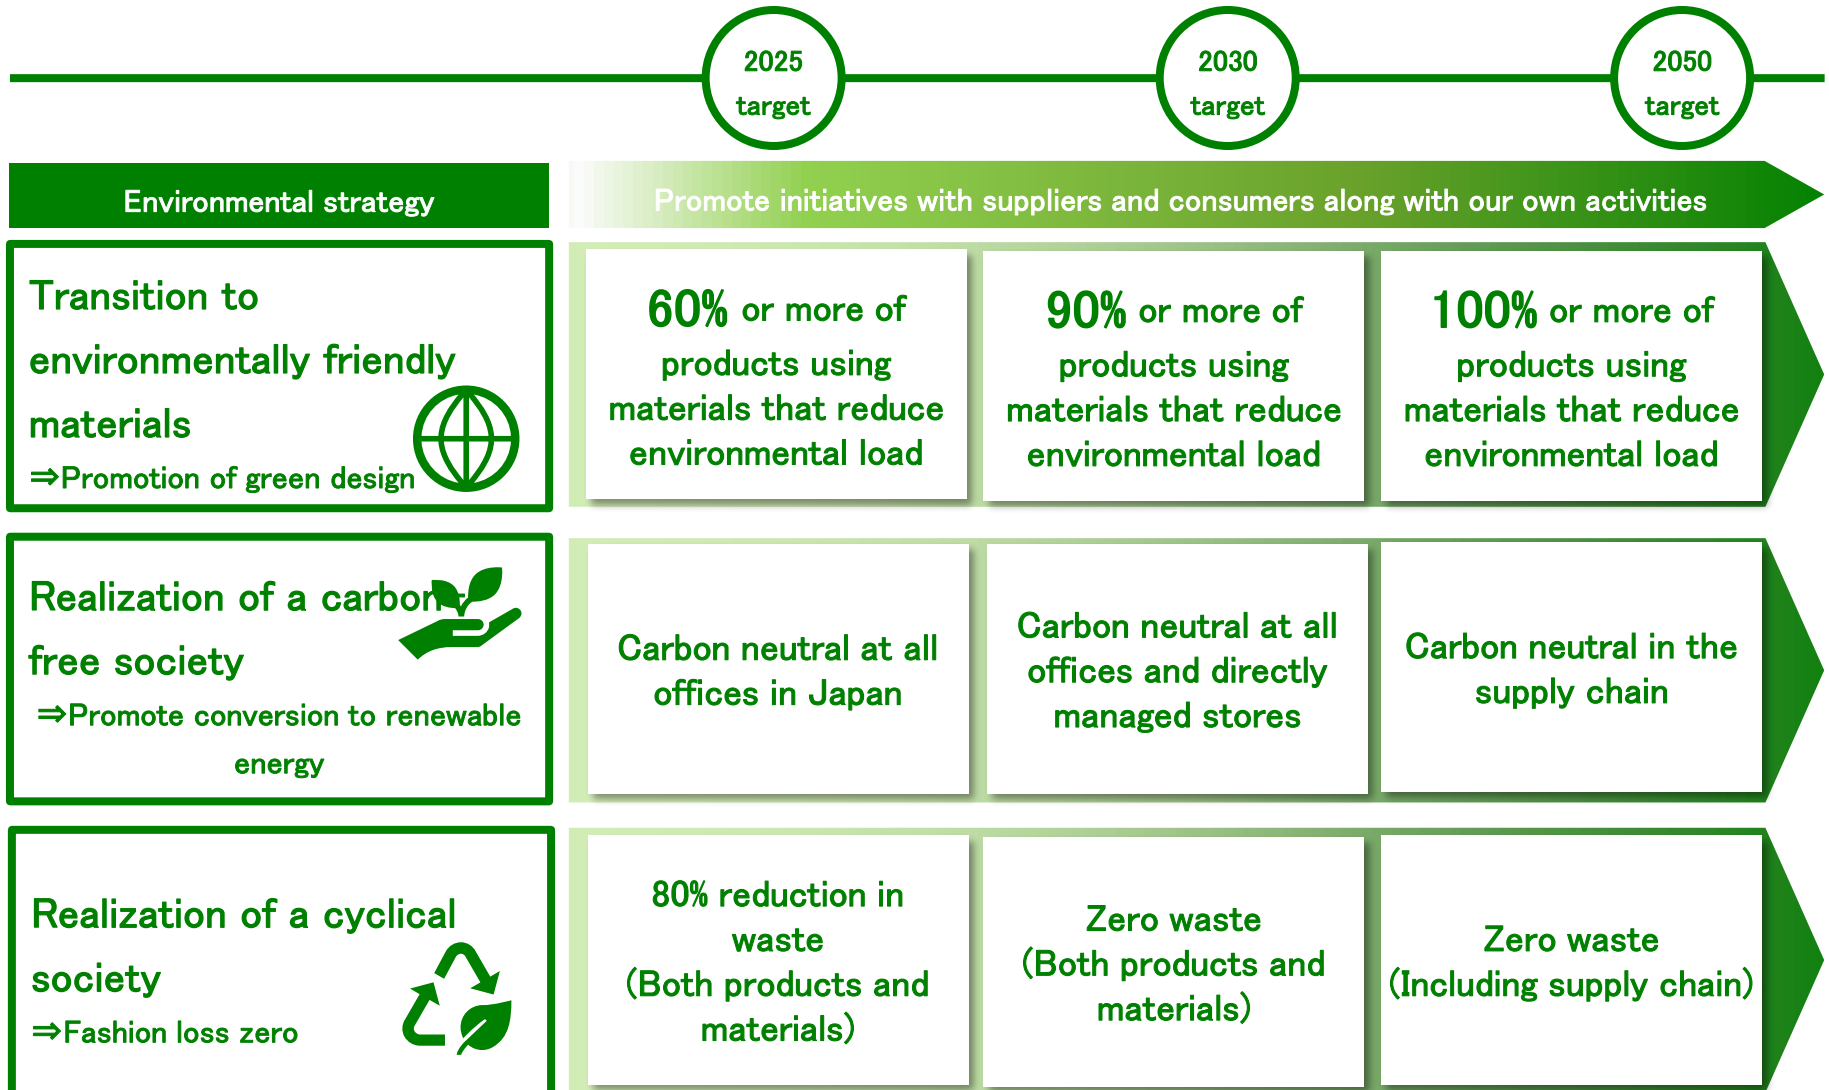 2025
target
2030
target
2050
target
Environmental strategy
Promote initiatives with suppliers and consumers along with our own activities
Transition to
environmentally friendly
materials
⇒Promotion of green design
60% or more of
products using
materials that reduce
environmental load
90% or more of
products using
materials that reduce
environmental load
100% or more of
products using
materials that reduce
environmental load
Realization of a carbon-
free society
⇒Promote conversion to renewable
energy
Carbon neutral at all
offices in Japan
Carbon neutral at all
offices and directly
managed stores
Carbon neutral in the
supply chain
Realization of a cyclical
society
⇒Fashion loss zero
80% reduction in
waste
(Both products and
materials)
Zero waste
(Both products and
materials)
Zero waste
(Including supply chain)